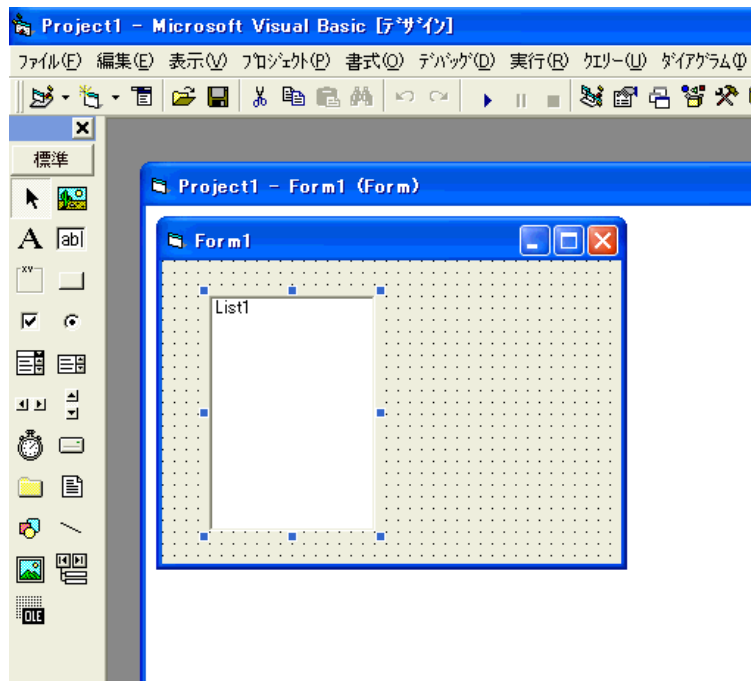 Project1 - Microsoft Visual Basic [ﾃﾞｻﾞｲﾝ]
ﾌｧｲﾙ(F) 編集(E) 表示(V) ﾌﾟﾛｼﾞｪｸﾄ(P) 書式(O) ﾃﾞﾊﾞｯｸﾞ(D) 実行(R) ｸｴﾘｰ(U) ﾀﾞｲｱｸﾞﾗﾑ(I)
標準
Project1 - Form1 (Form)
A ab|
XY
Form1
List1
OLE